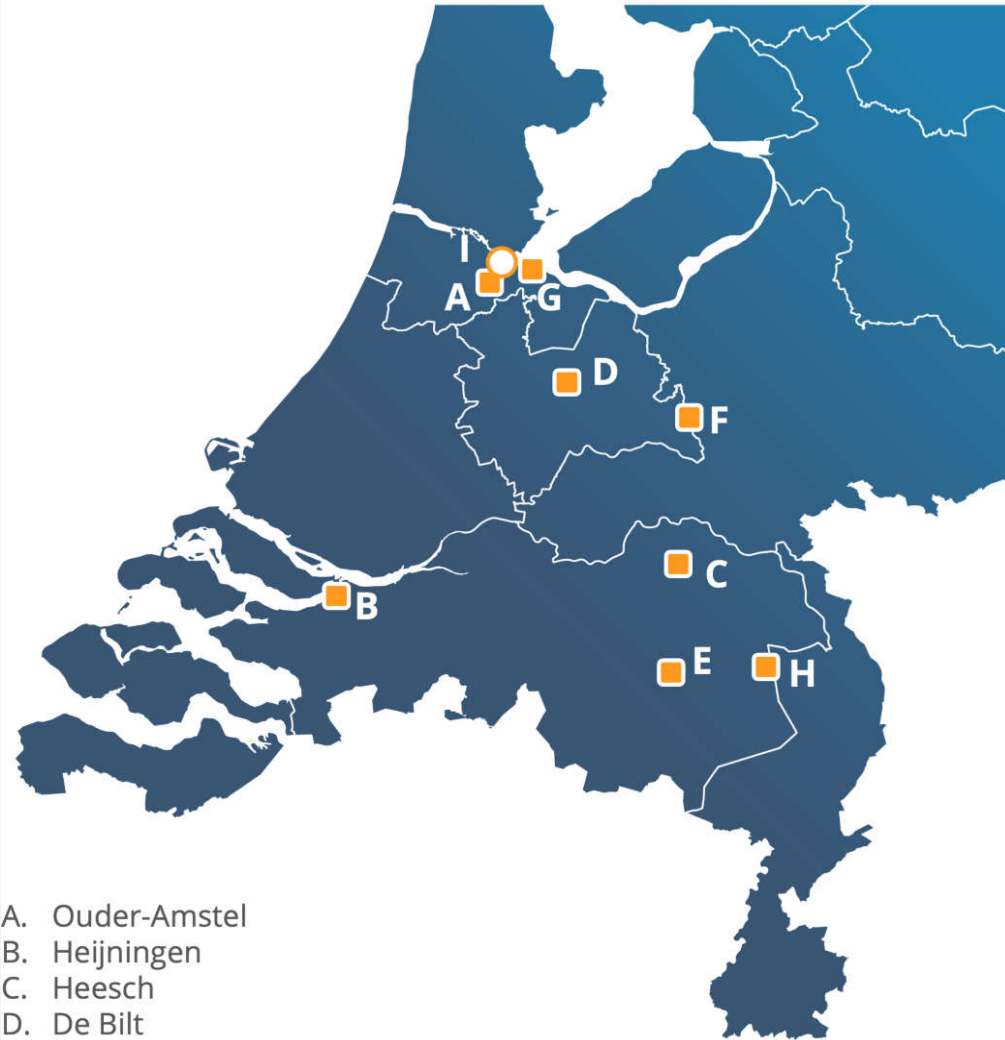 I
A
G
D
F
C
B
E
H
A. Ouder-Amstel
B. Heijningen
C. Heesch
D. De Bilt